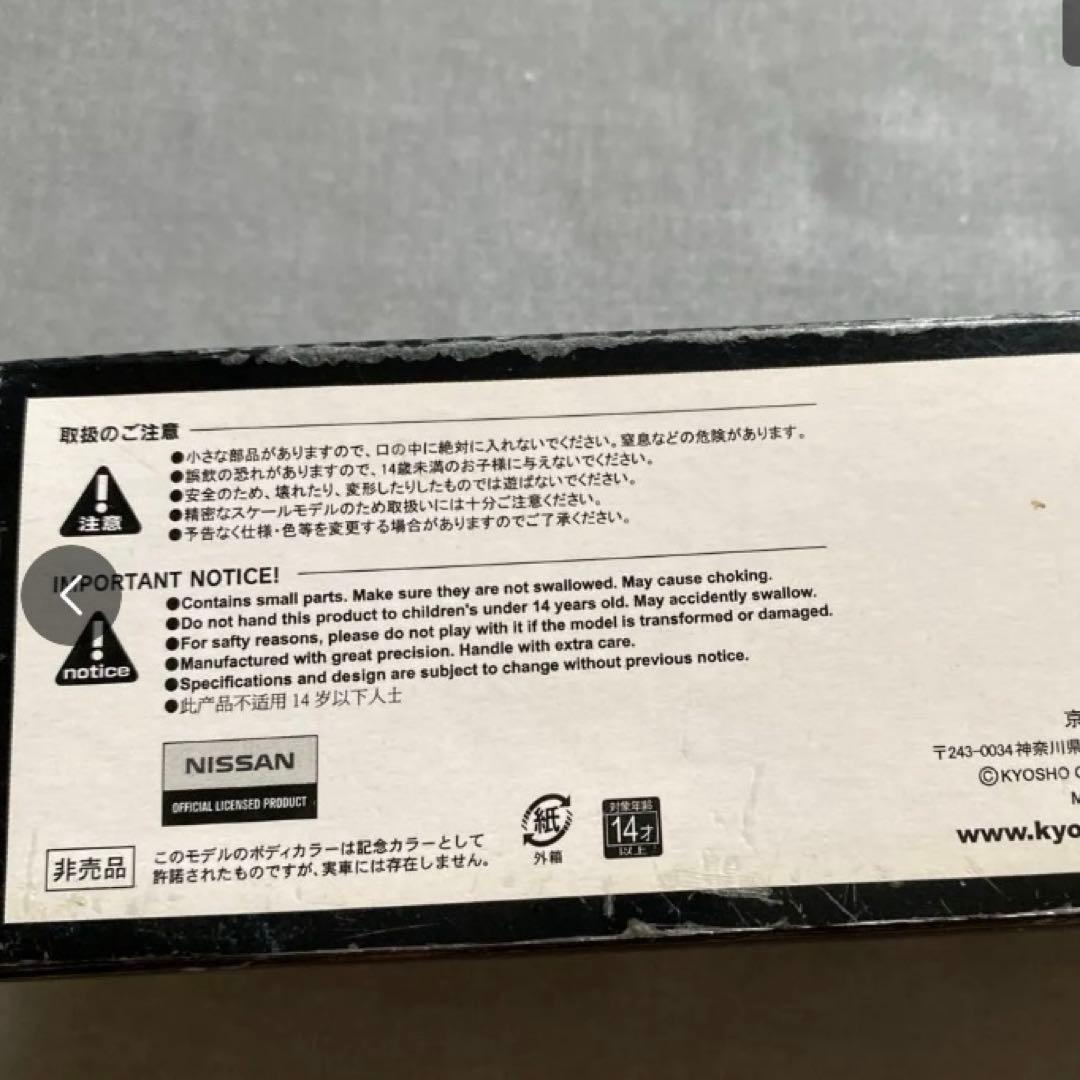 取扱のご注意
●小さな部品がありますので、口の中に絶対に入れないでください。窒息などの危険があります。
●誤飲の恐れがありますので、14歳未満のお子様に与えないでください。
●安全のため、壊れたり、変形したりしたものでは遊ばないでください。
●精密なスケールモデルのため取扱いには十分ご注意ください。
●予告なく仕様・色等を変更する場合がありますのでご了承ください。
注意
IMPORTANT NOTICE!
●Contains small parts. Make sure they are not swallowed. May cause choking.
●Do not hand this product to children's under 14 years old. May accidently swallow.
●For safty reasons, please do not play with it if the model is transformed or damaged.
●Manufactured with great precision. Handle with extra care.
●Specifications and design are subject to change without previous notice.
●此产品不适用 14 岁以下人士
notice
NISSAN
OFFICIAL LICENSED PRODUCT
非売品
このモデルのボディカラーは記念カラーとして
許諾されたものですが、実車には存在しません。
紙
外箱
対象年齢
14才
以上
京
〒243-0034 神奈川県
©KYOSHO C
M
www.kyo